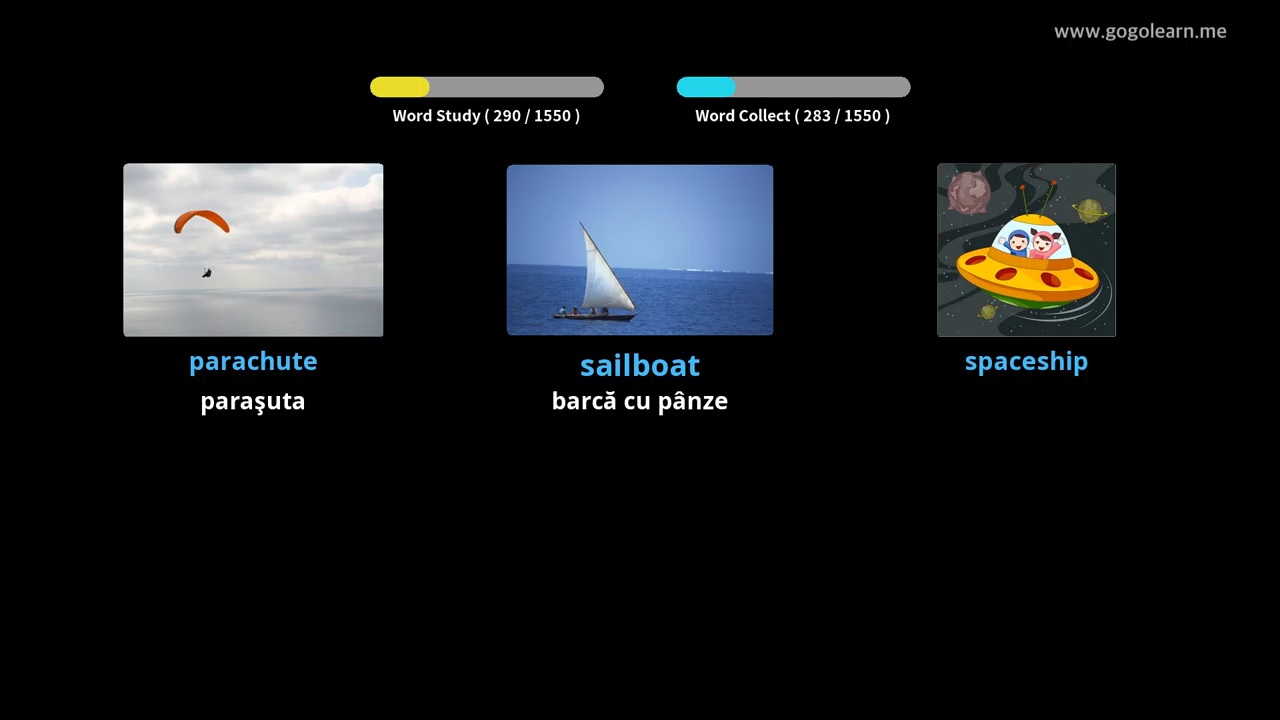 www.gogolearn.me
Word Study ( 290 / 1550 )
Word Collect ( 283 / 1550 )
parachute
sailboat
spaceship
paraşuta
barcă cu pânze